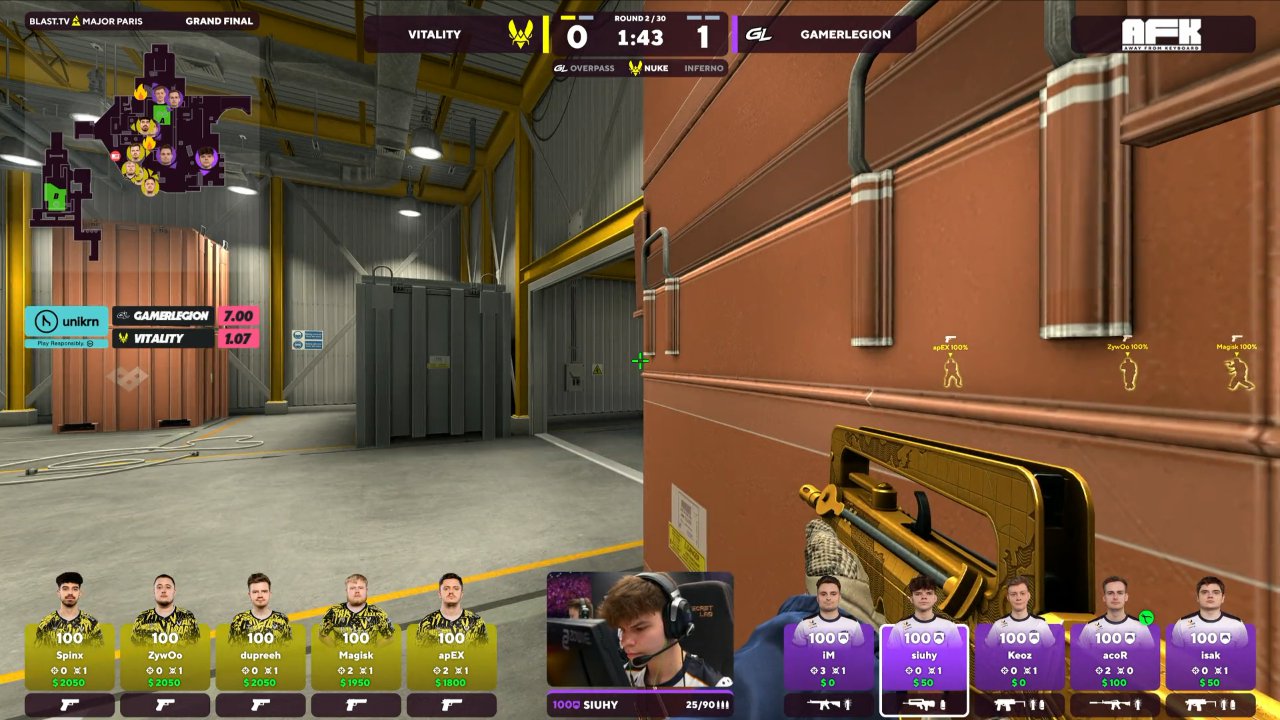 BLAST.TV MAJOR PARIS
GRAND FINAL
VITALITY
0
ROUND 2 / 30
1:43
1
GL
GAMERLEGION
AFK
AWAY FROM KEYBOARD
GL OVERPASS
NUKE
INFERNO
unikrn
Play Responsibly
GAMERLEGION 7.00
VITALITY 1.07
apEX 100%
ZywOo 100%
Magisk 100%
SECRET LAB
100 Spinx 0 1 $2050
100 ZywOo 0 1 $2050
100 dupreeh 0 1 $2050
100 Magisk 2 1 $1950
100 apEX 2 1 $1800
100 SIUHY 25/90
100 iM 3 1 $0
100 siuhy 0 1 $50
100 Keoz 0 1 $0
100 acoR 2 0 $100
100 isak 0 1 $50